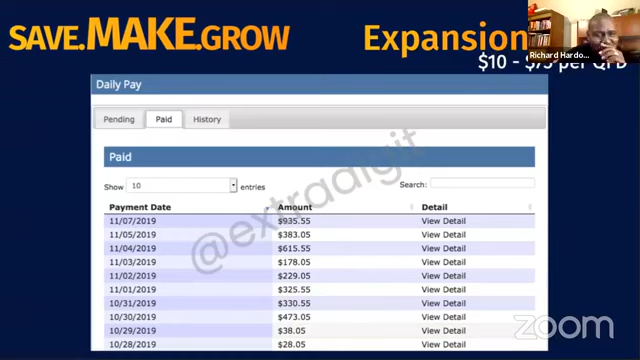 SAVE.MAKE.GROW
Expansion
Richard Hardo...
$10 - $75 per QFD
Daily Pay
Pending Paid History
Paid
Show 10 entries Search:
Payment Date Amount Detail
11/07/2019 $935.55 View Detail
11/05/2019 $383.05 View Detail
11/04/2019 $615.55 View Detail
11/03/2019 $178.05 View Detail
11/02/2019 $229.05 View Detail
11/01/2019 $325.55 View Detail
10/31/2019 $330.55 View Detail
10/30/2019 $473.05 View Detail
10/29/2019 $38.05 View Detail
10/28/2019 $28.05 View Detail
@extradigit
zoom